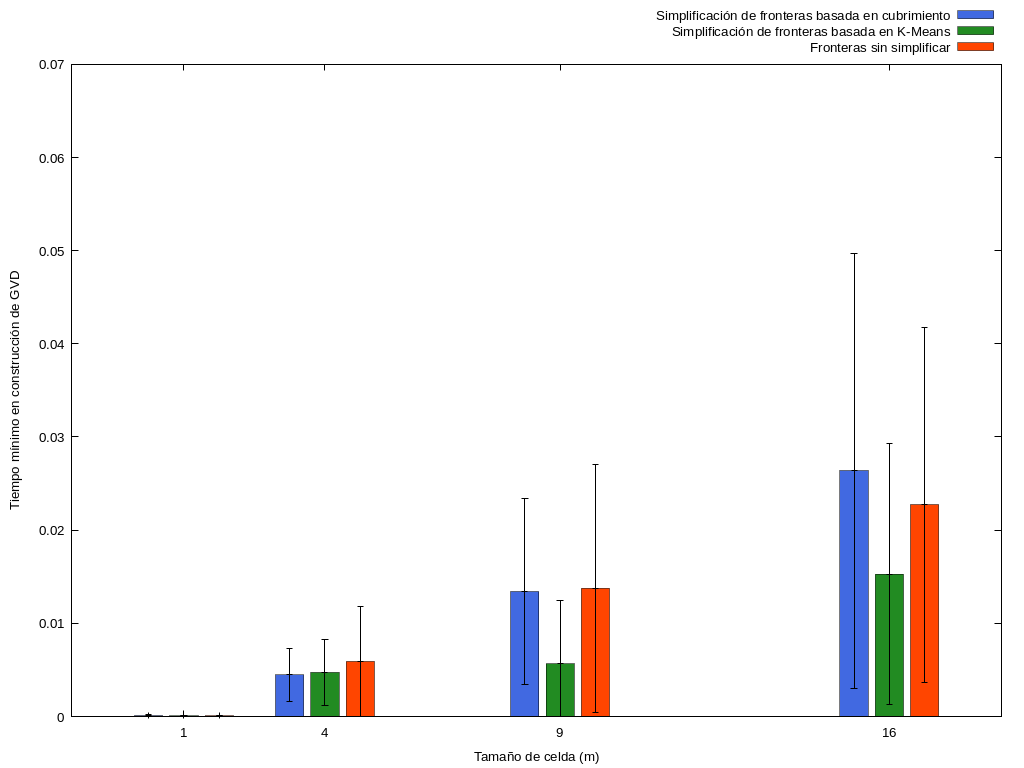 Simplificación de fronteras basada en cubrimiento
Simplificación de fronteras basada en K-Means
Fronteras sin simplificar
0.07
0.06
0.05
0.04
0.03
0.02
0.01
0
Tiempo mínimo en construcción de GVD
1 4 9 16
Tamaño de celda (m)